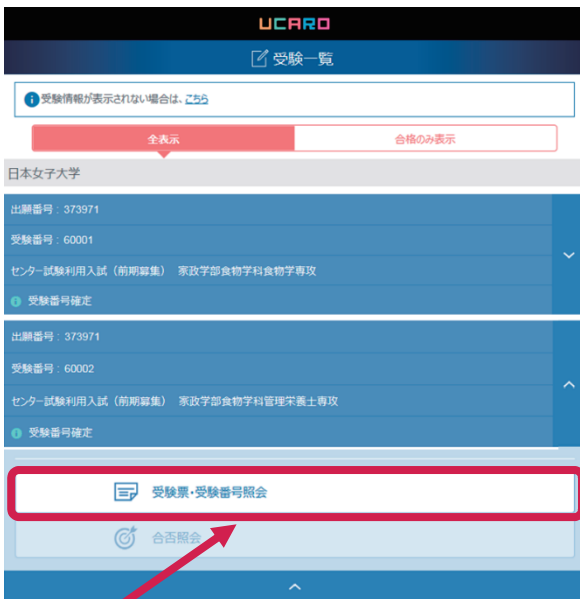 UCARO
受験一覧
受験情報が表示されない場合は、こちら
全表示
合格のみ表示
日本女子大学
出願番号：373971
受験番号：60001
センター試験利用入試（前期募集）　家政学部食物学科食物学専攻
受験番号確定
出願番号：373971
受験番号：60002
センター試験利用入試（前期募集）　家政学部食物学科管理栄養士専攻
受験番号確定
受験票・受験番号照会
合否照会